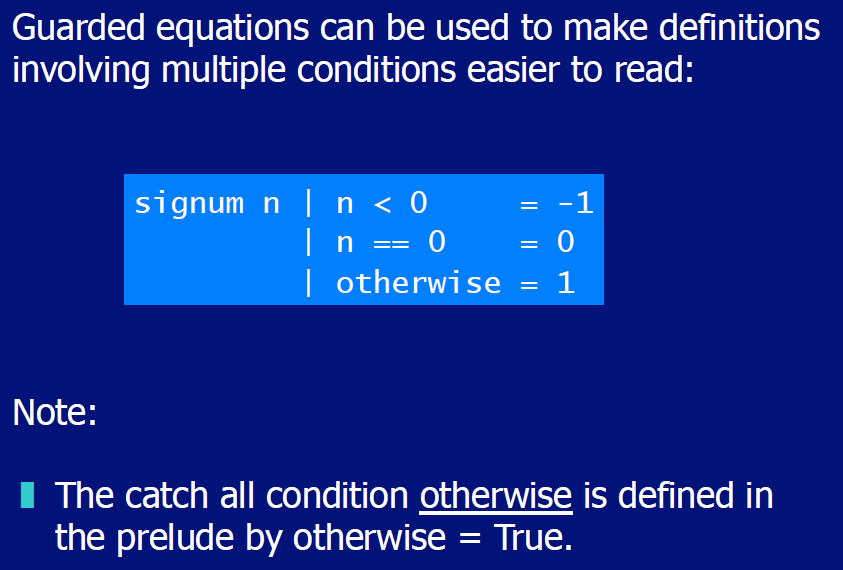 Guarded equations can be used to make definitions
involving multiple conditions easier to read:
signum n | n < 0     = -1
         | n == 0    = 0
         | otherwise = 1
Note:
The catch all condition otherwise is defined in
the prelude by otherwise = True.